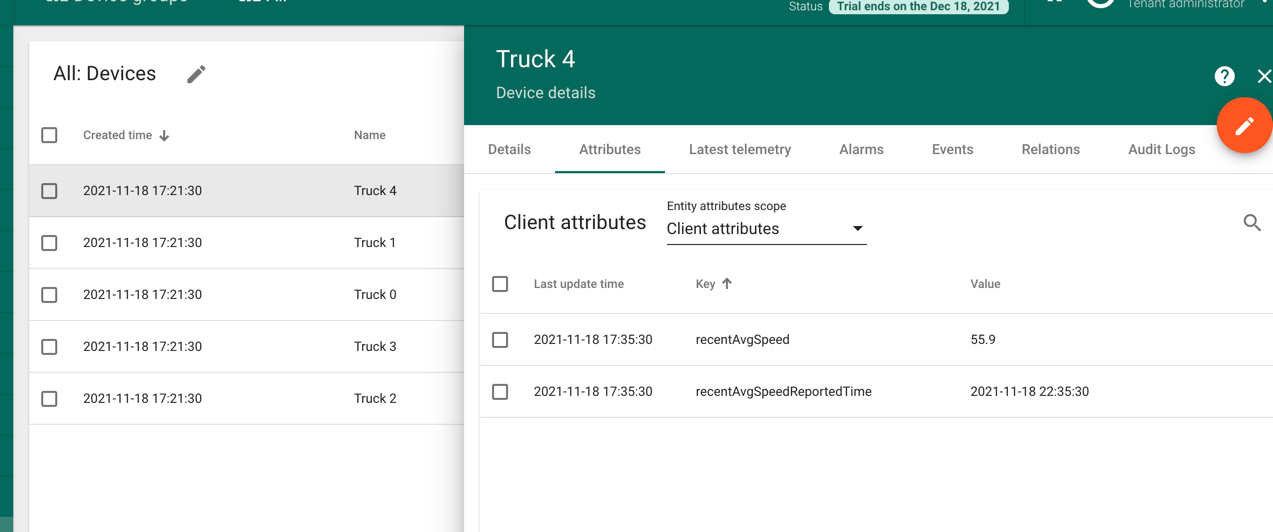 Device groups
All
Status Trial ends on the Dec 18, 2021
Tenant administrator
All: Devices
Created time Name
2021-11-18 17:21:30 Truck 4
2021-11-18 17:21:30 Truck 1
2021-11-18 17:21:30 Truck 0
2021-11-18 17:21:30 Truck 3
2021-11-18 17:21:30 Truck 2
Truck 4
Device details
Details Attributes Latest telemetry Alarms Events Relations Audit Logs
Client attributes
Entity attributes scope
Client attributes
Last update time Key Value
2021-11-18 17:35:30 recentAvgSpeed 55.9
2021-11-18 17:35:30 recentAvgSpeedReportedTime 2021-11-18 22:35:30